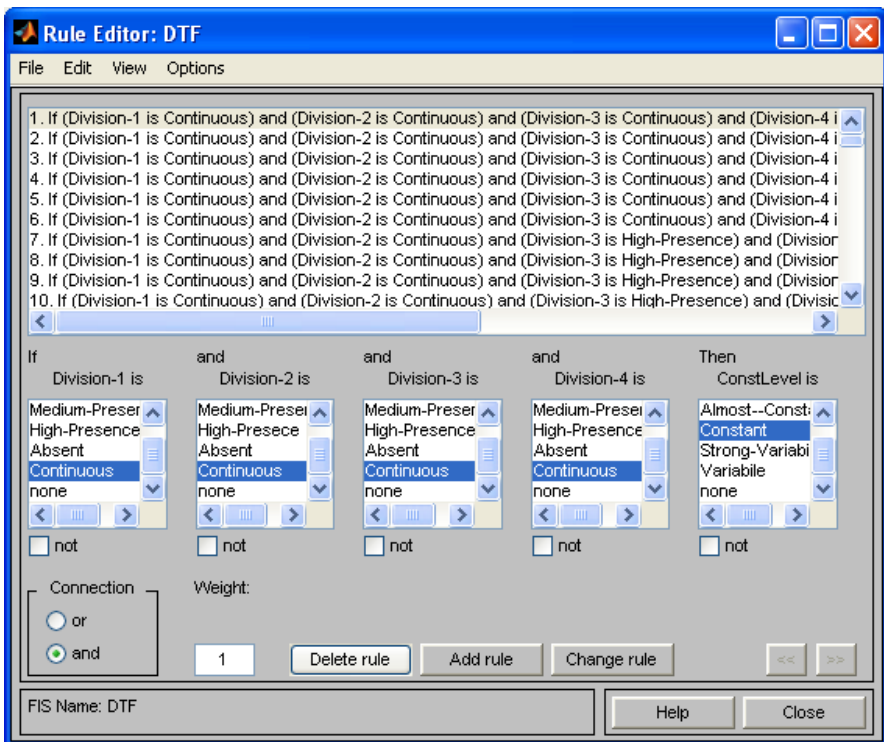 Rule Editor: DTF
File Edit View Options
1. If (Division-1 is Continuous) and (Division-2 is Continuous) and (Division-3 is Continuous) and (Division-4 i
2. If (Division-1 is Continuous) and (Division-2 is Continuous) and (Division-3 is Continuous) and (Division-4 i
3. If (Division-1 is Continuous) and (Division-2 is Continuous) and (Division-3 is Continuous) and (Division-4 i
4. If (Division-1 is Continuous) and (Division-2 is Continuous) and (Division-3 is Continuous) and (Division-4 i
5. If (Division-1 is Continuous) and (Division-2 is Continuous) and (Division-3 is Continuous) and (Division-4 i
6. If (Division-1 is Continuous) and (Division-2 is Continuous) and (Division-3 is Continuous) and (Division-4 i
7. If (Division-1 is Continuous) and (Division-2 is Continuous) and (Division-3 is High-Presence) and (Division
8. If (Division-1 is Continuous) and (Division-2 is Continuous) and (Division-3 is High-Presence) and (Division
9. If (Division-1 is Continuous) and (Division-2 is Continuous) and (Division-3 is High-Presence) and (Division
10. If (Division-1 is Continuous) and (Division-2 is Continuous) and (Division-3 is High-Presence) and (Divisic
If and and and Then
Division-1 is Division-2 is Division-3 is Division-4 is ConstLevel is
Medium-Preser Medium-Preser Medium-Preser Medium-Preser Almost--Consta
High-Presence High-Presece High-Presence High-Presence Constant
Absent Absent Absent Absent Strong-Variabi
Continuous Continuous Continuous Continuous Variabile
none none none none none
not not not not not
Connection Weight:
or
and 1 Delete rule Add rule Change rule << >>
FIS Name: DTF Help Close